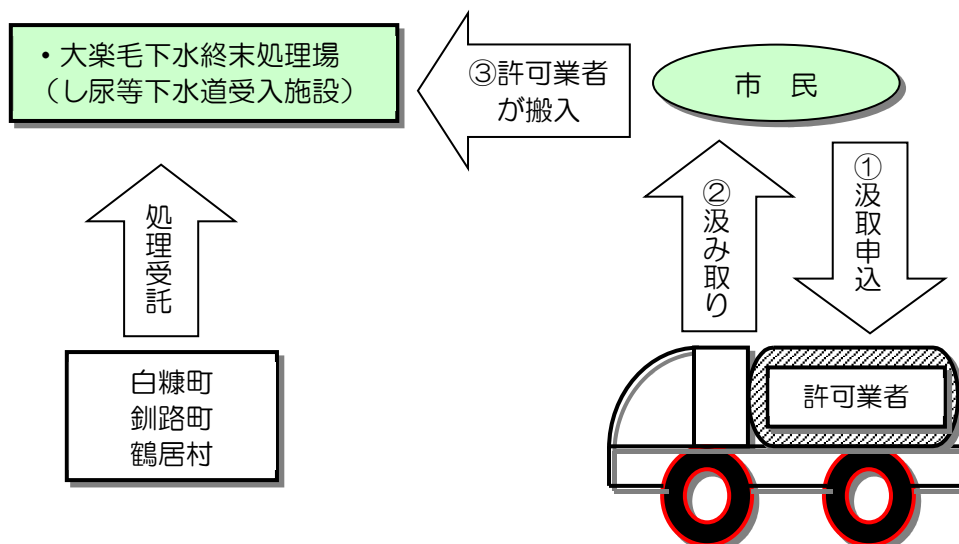 ・大楽毛下水終末処理場
（し尿等下水道受入施設）
③許可業者
が搬入
市　民
①汲取申込
②汲み取り
処理受託
白糠町
釧路町
鶴居村
許可業者